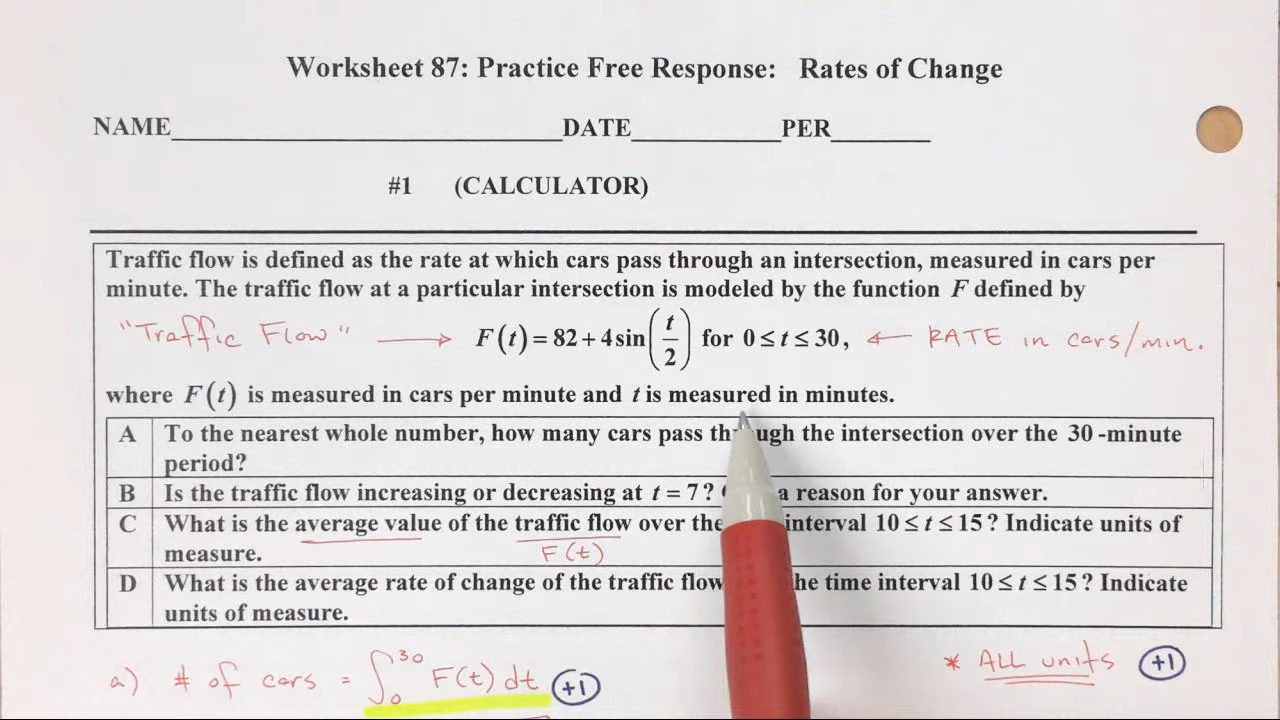 Worksheet 87: Practice Free Response: Rates of Change
NAME DATE PER
#1 (CALCULATOR)
Traffic flow is defined as the rate at which cars pass through an intersection, measured in cars per
minute. The traffic flow at a particular intersection is modeled by the function F defined by
"Traffic Flow" → F(t) = 82 + 4 sin(t/2) for 0 ≤ t ≤ 30, ← RATE in cars/min.
where F(t) is measured in cars per minute and t is measured in minutes.
A To the nearest whole number, how many cars pass through the intersection over the 30-minute
period?
B Is the traffic flow increasing or decreasing at t = 7? a reason for your answer.
C What is the average value of the traffic flow over the interval 10 ≤ t ≤ 15? Indicate units of
measure. F(t)
D What is the average rate of change of the traffic flow the time interval 10 ≤ t ≤ 15? Indicate
units of measure.
* ALL units +1
a) # of cars = ∫₀³⁰ F(t) dt +1